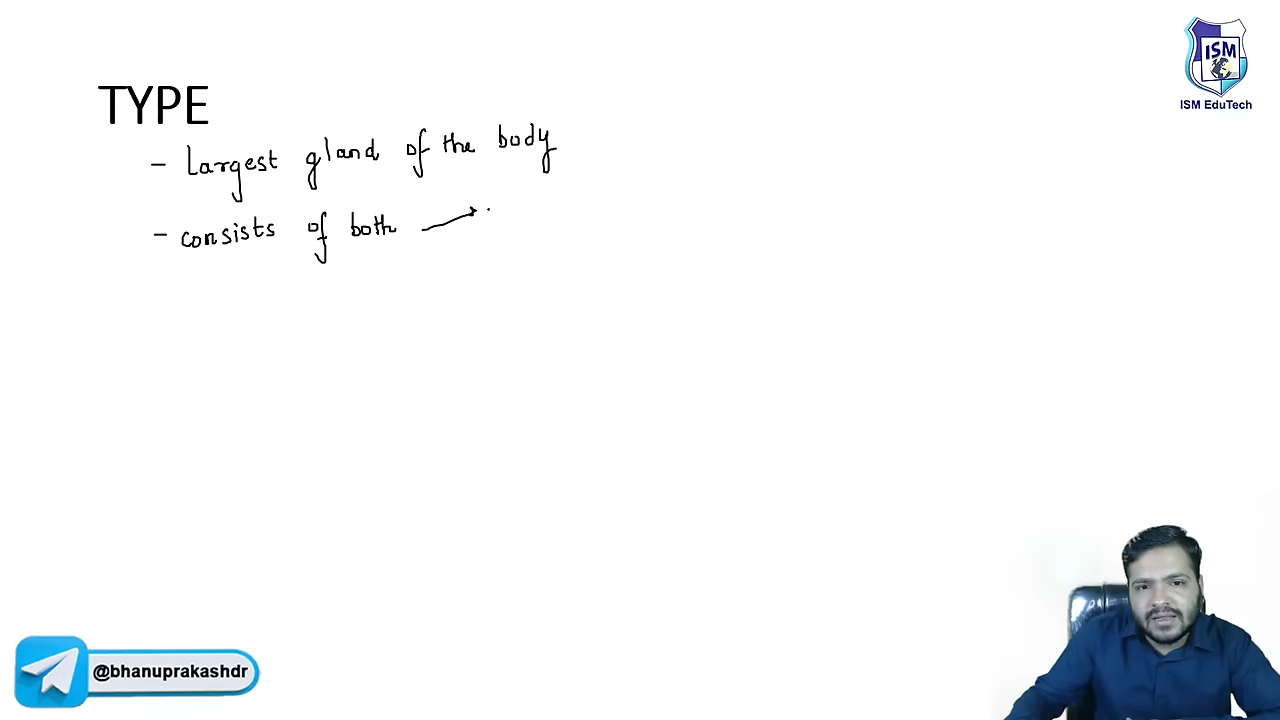 ISM
ISM EduTech
TYPE
- Largest gland of the body
- consists of both
@bhanuprakashdr